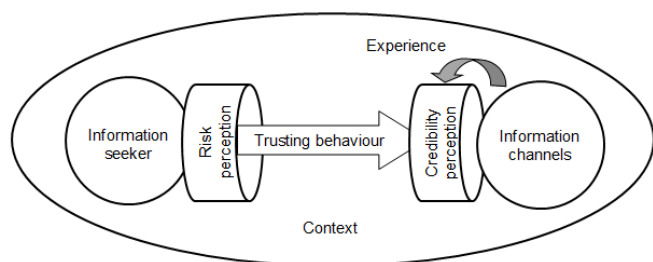 Experience
Information
seeker
Risk
perception
Trusting behaviour
Credibility
perception
Information
channels
Context